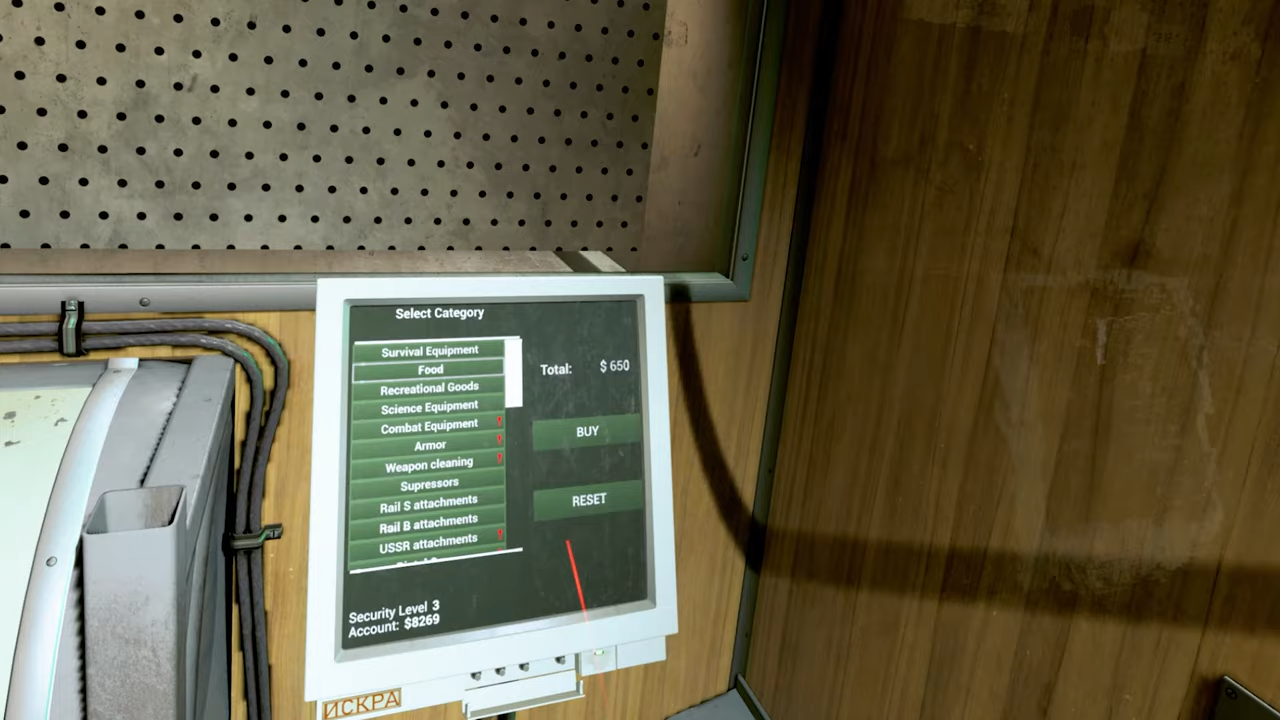 Select Category
Survival Equipment
Food
Recreational Goods
Science Equipment
Combat Equipment !
Armor !
Weapon cleaning !
Supressors
Rail S attachments
Rail B attachments
USSR attachments !
Total: $ 650
BUY
RESET
Security Level 3
Account: $8269
ИСКРА